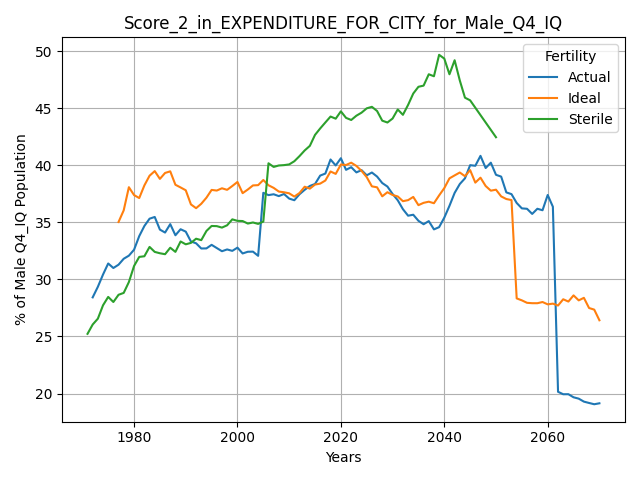 Score_2_in_EXPENDITURE_FOR_CITY_for_Male_Q4_IQ
Fertility
Actual
Ideal
Sterile
% of Male Q4_IQ Population
50
45
40
35
30
25
20
1980
2000
2020
2040
2060
Years